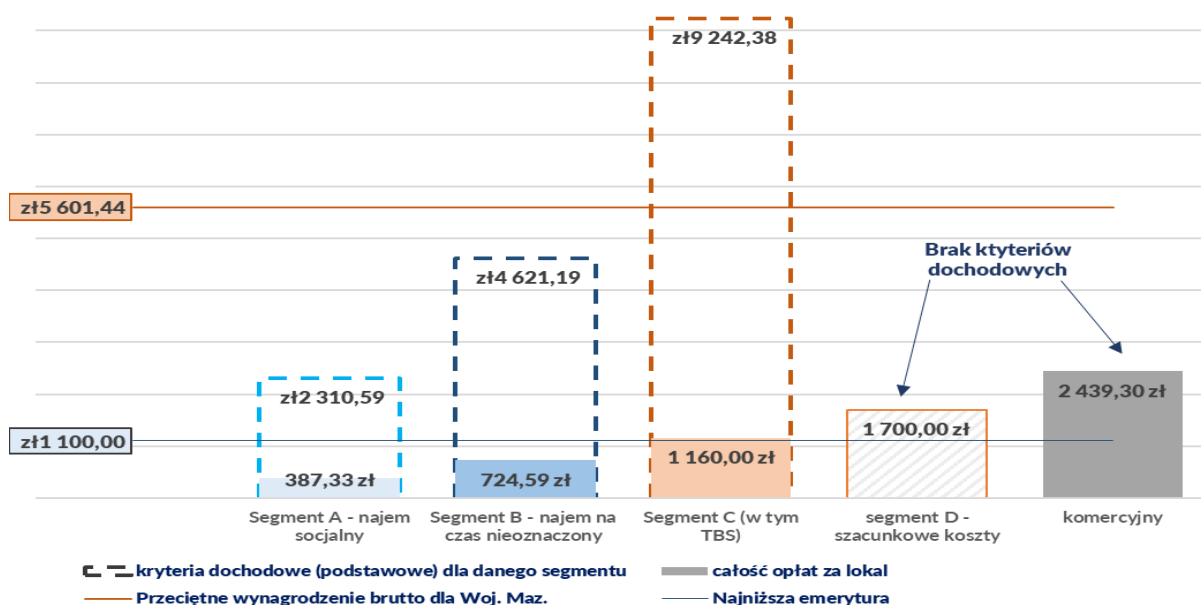 zł9 242,38
zł5 601,44
Brak ktyteriów
dochodowych
zł4 621,19
zł2 310,59
2 439,30 zł
zł1 100,00
1 700,00 zł
1 160,00 zł
387,33 zł
724,59 zł
Segment A - najem
socjalny
Segment B - najem na
czas nieoznaczony
Segment C (w tym
TBS)
segment D -
szacunkowe koszty
komercyjny
kryteria dochodowe (podstawowe) dla danego segmentu
całość opłat za lokal
Przeciętne wynagrodzenie brutto dla Woj. Maz.
Najniższa emerytura